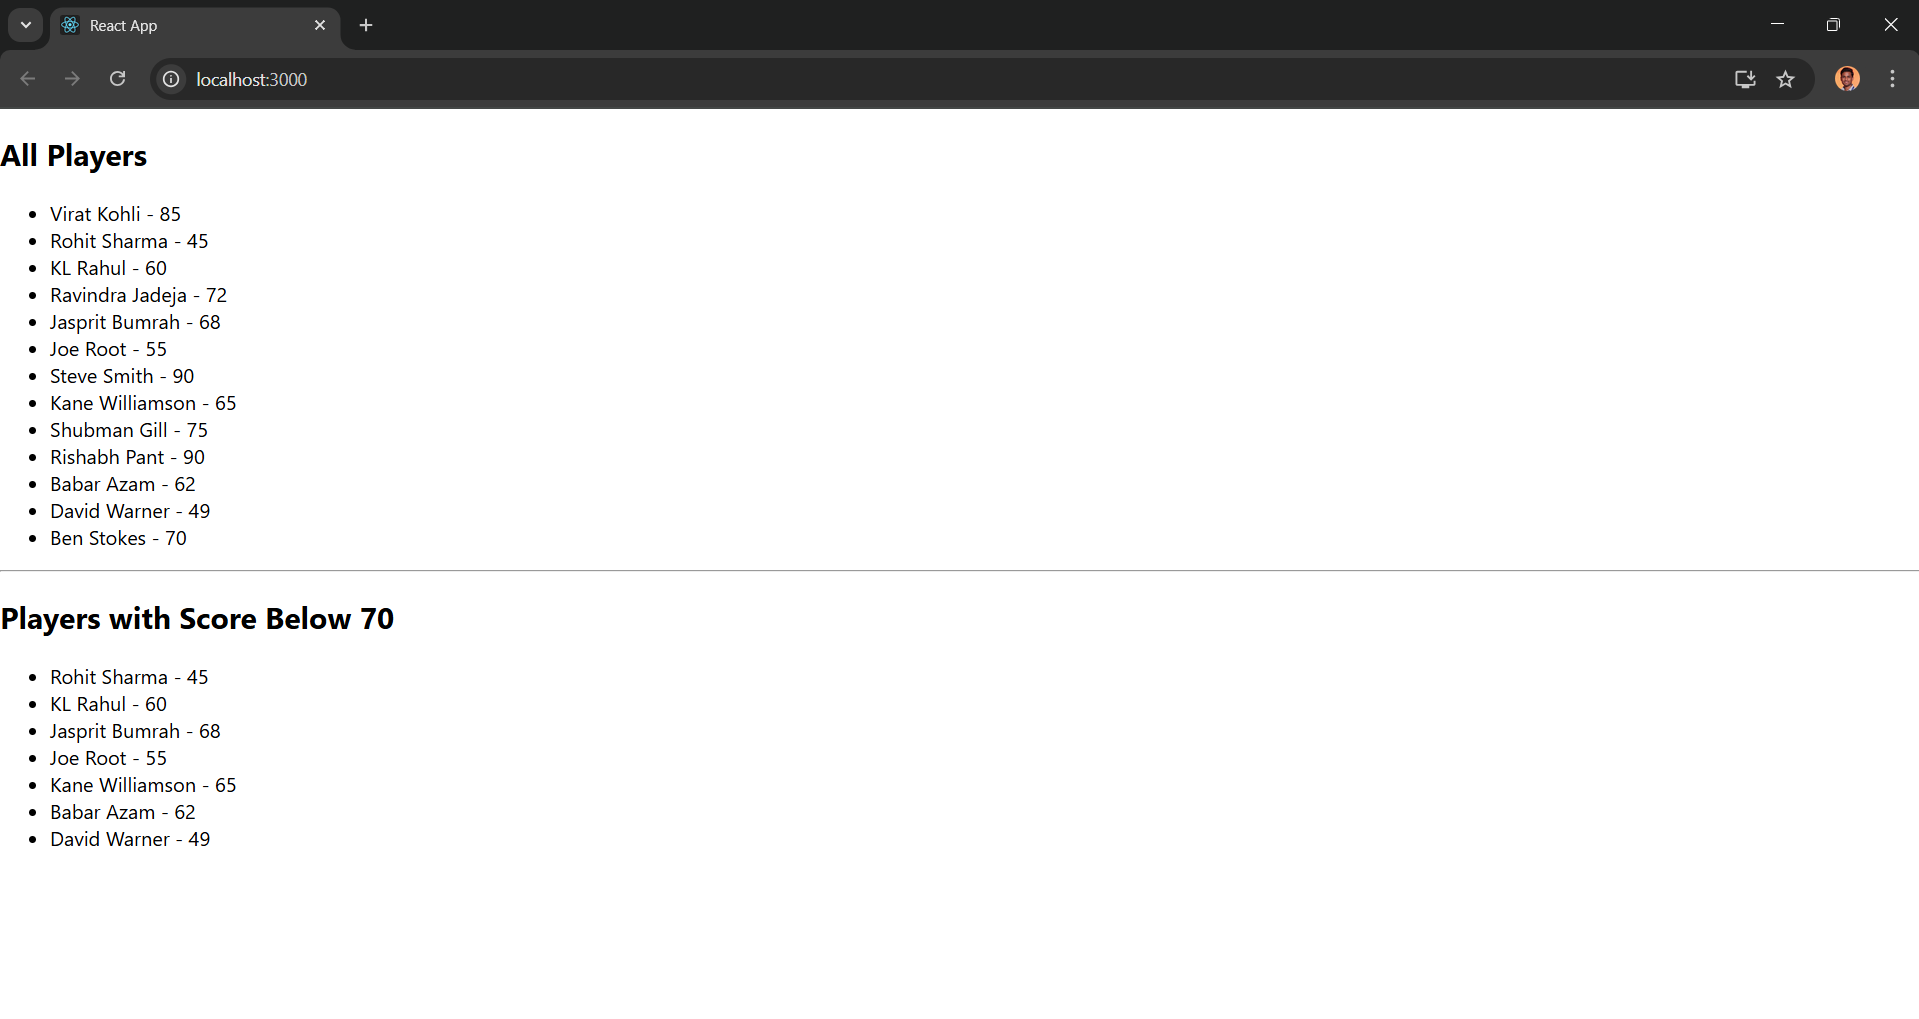 React App
localhost:3000
All Players
Virat Kohli - 85
Rohit Sharma - 45
KL Rahul - 60
Ravindra Jadeja - 72
Jasprit Bumrah - 68
Joe Root - 55
Steve Smith - 90
Kane Williamson - 65
Shubman Gill - 75
Rishabh Pant - 90
Babar Azam - 62
David Warner - 49
Ben Stokes - 70
Players with Score Below 70
Rohit Sharma - 45
KL Rahul - 60
Jasprit Bumrah - 68
Joe Root - 55
Kane Williamson - 65
Babar Azam - 62
David Warner - 49